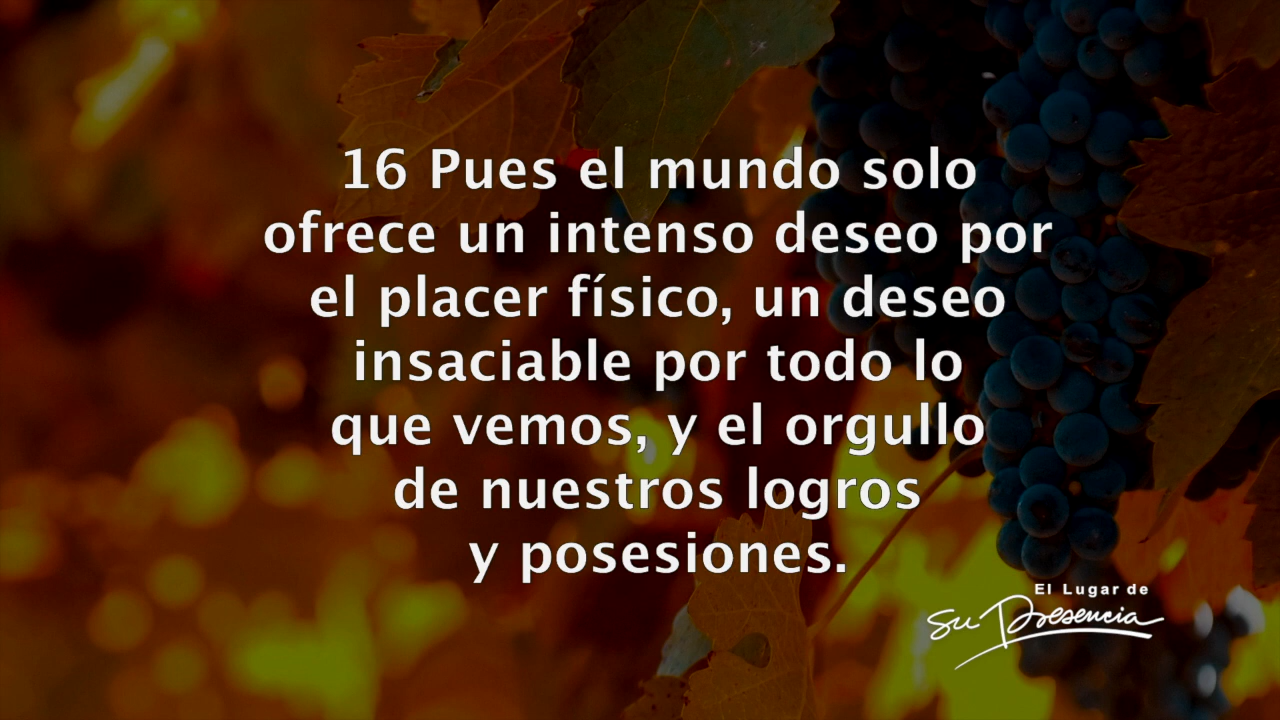 16 Pues el mundo solo
ofrece un intenso deseo por
el placer físico, un deseo
insaciable por todo lo
que vemos, y el orgullo
de nuestros logros
y posesiones.
El Lugar de
Su Presencia